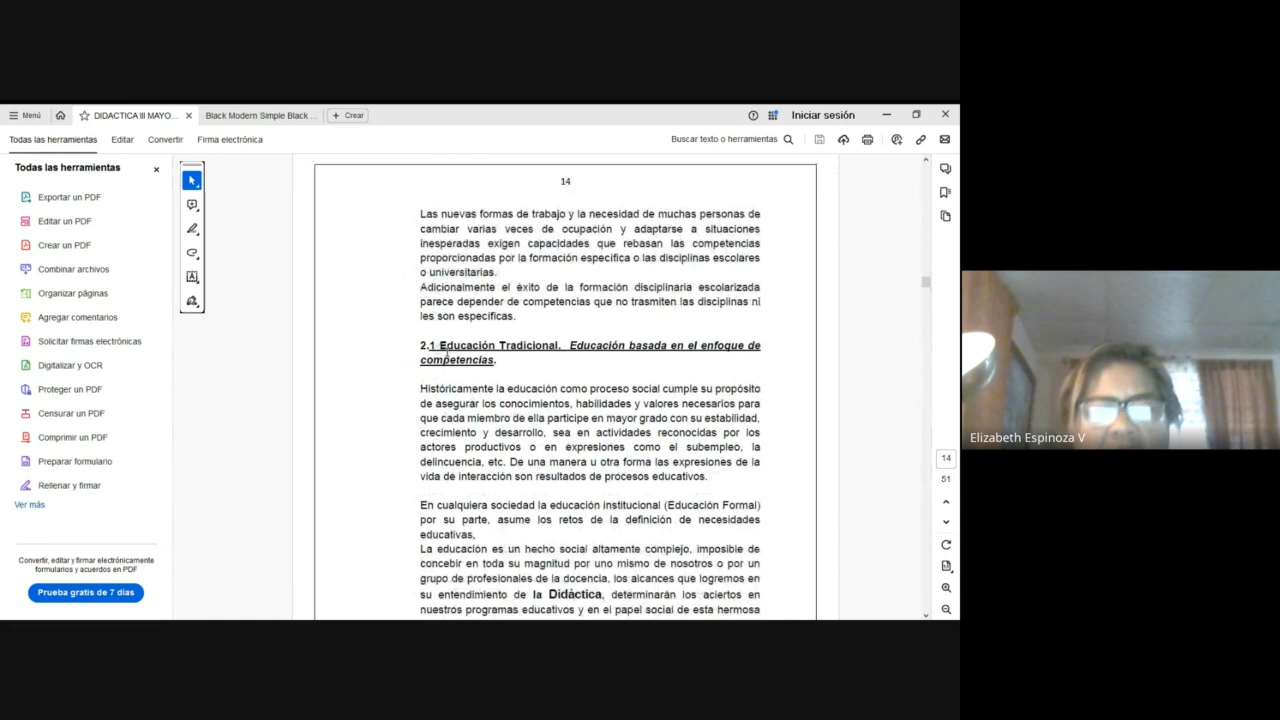 Menú
DIDACTICA III MAYO...
Black Modern Simple Black ...
Crear
Iniciar sesión
Todas las herramientas
Editar
Convertir
Firma electrónica
Buscar texto o herramientas
Todas las herramientas
Exportar un PDF
Editar un PDF
Crear un PDF
Combinar archivos
Organizar páginas
Agregar comentarios
Solicitar firmas electrónicas
Digitalizar y OCR
Proteger un PDF
Censurar un PDF
Comprimir un PDF
Preparar formulario
Rellenar y firmar
Ver más
Convertir, editar y firmar electrónicamente
formularios y acuerdos en PDF
Prueba gratis de 7 días
14
Las nuevas formas de trabajo y la necesidad de muchas personas de
cambiar varias veces de ocupación y adaptarse a situaciones
inesperadas exigen capacidades que rebasan las competencias
proporcionadas por la formación específica o las disciplinas escolares
o universitarias.
Adicionalmente el éxito de la formación disciplinaria escolarizada
parece depender de competencias que no trasmiten las disciplinas ni
les son específicas.
2.1 Educación Tradicional. Educación basada en el enfoque de
competencias.
Históricamente la educación como proceso social cumple su propósito
de asegurar los conocimientos, habilidades y valores necesarios para
que cada miembro de ella participe en mayor grado con su estabilidad,
crecimiento y desarrollo, sea en actividades reconocidas por los
actores productivos o en expresiones como el subempleo, la
delincuencia, etc. De una manera u otra forma las expresiones de la
vida de interacción son resultados de procesos educativos.
En cualquiera sociedad la educación institucional (Educación Formal)
por su parte, asume los retos de la definición de necesidades
educativas,
La educación es un hecho social altamente complejo, imposible de
concebir en toda su magnitud por uno mismo de nosotros o por un
grupo de profesionales de la docencia, los alcances que logremos en
su entendimiento de la Didáctica, determinarán los aciertos en
nuestros programas educativos y en el papel social de esta hermosa
14
51
Elizabeth Espinoza V